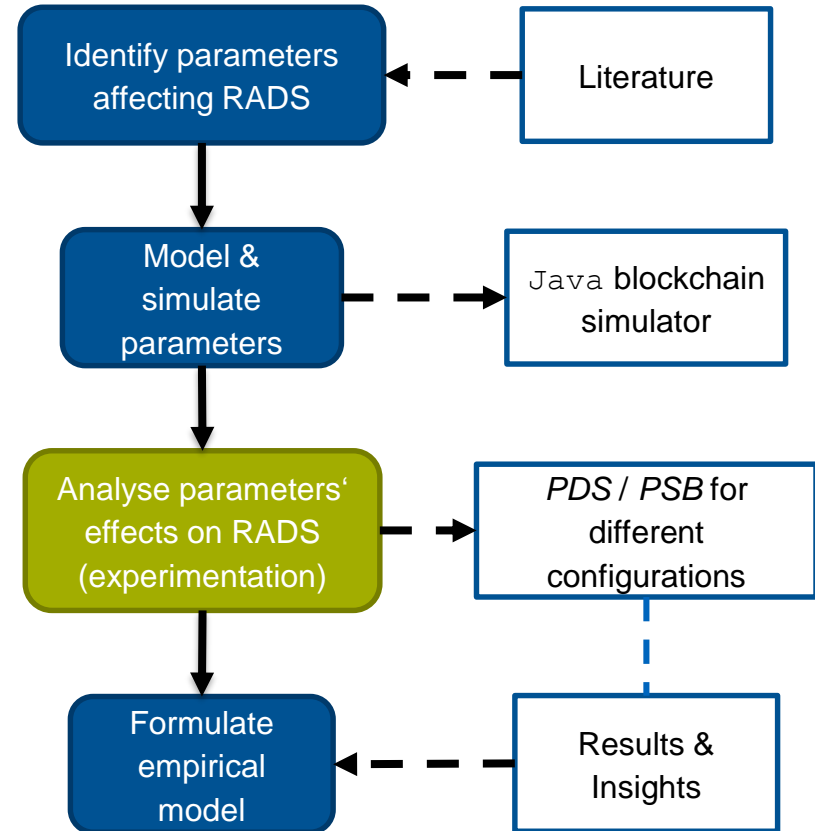 Identify parameters
affecting RADS
Literature
Model &
simulate
parameters
Java blockchain
simulator
Analyse parameters‘
effects on RADS
(experimentation)
PDS / PSB for
different
configurations
Formulate
empirical
model
Results &
Insights